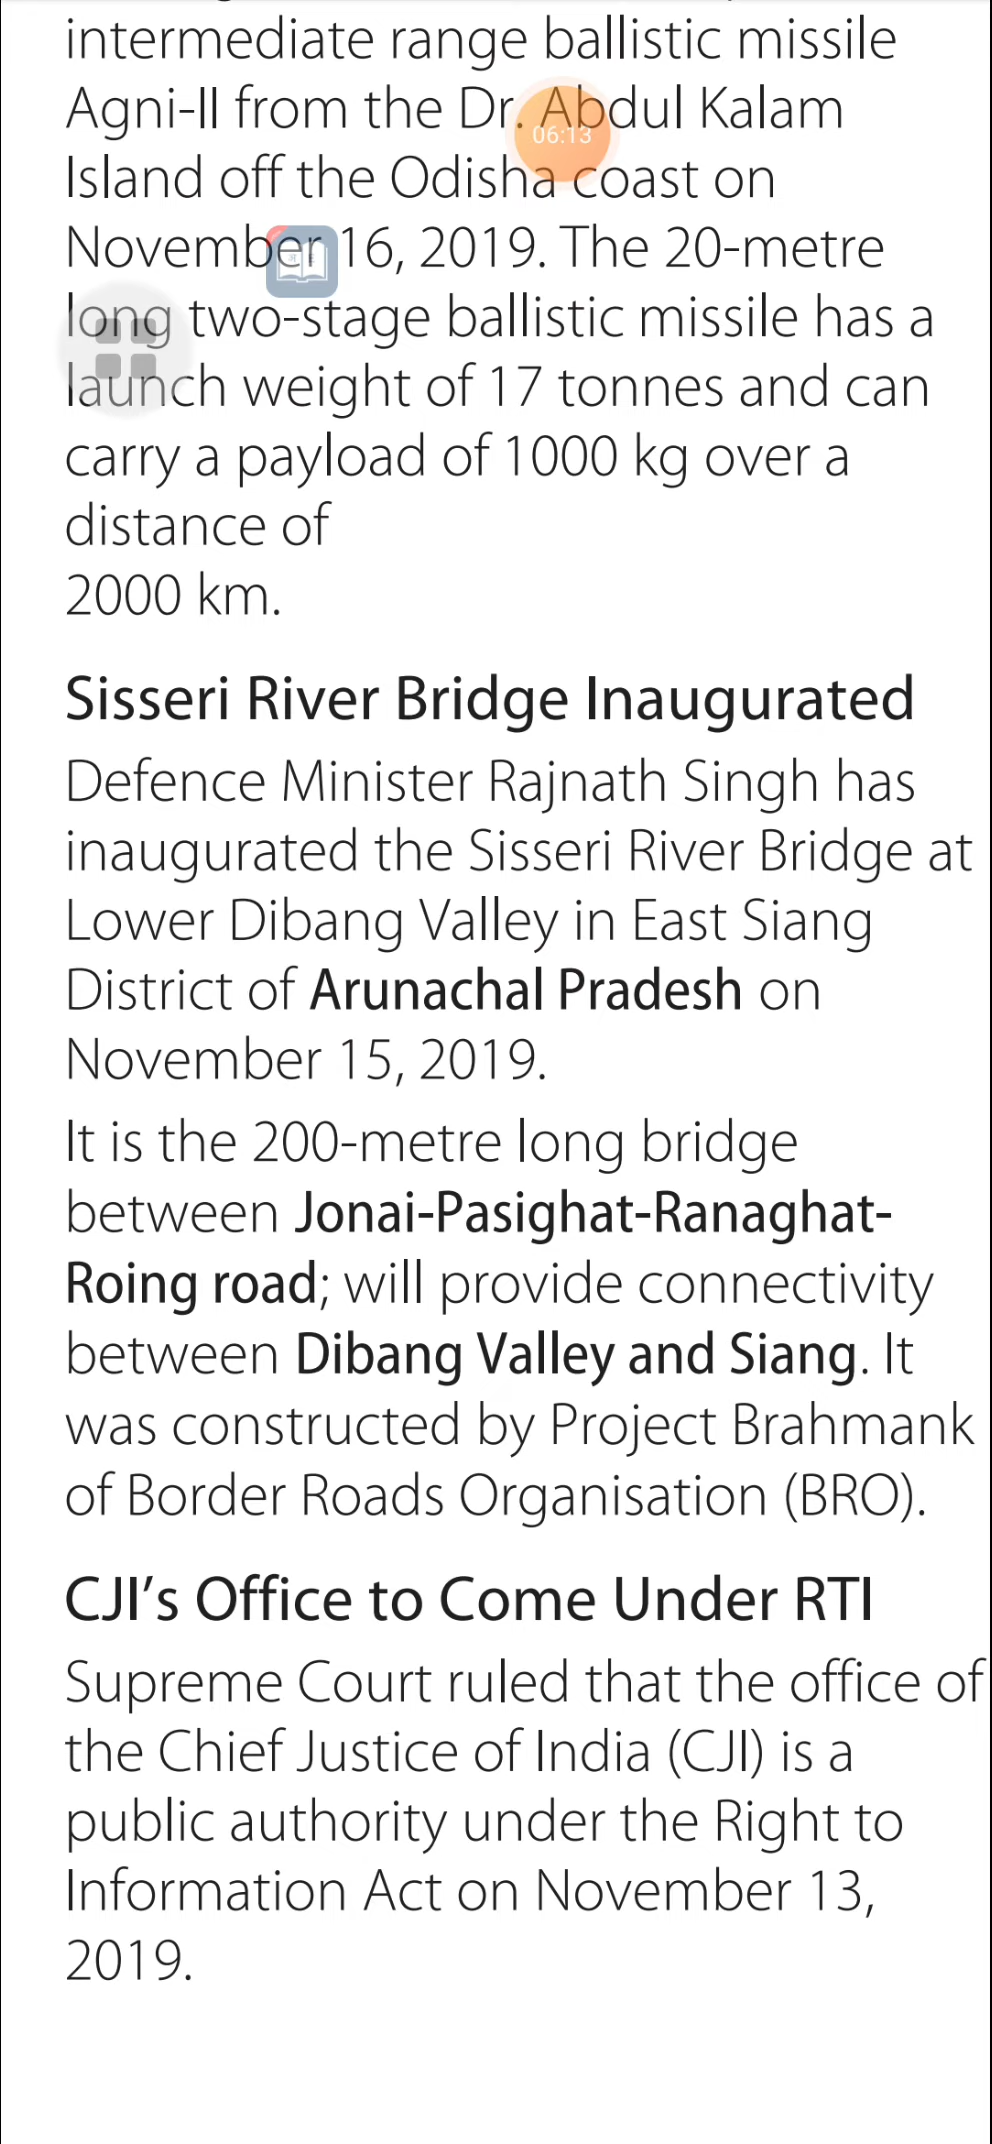 intermediate range ballistic missile
Agni-II from the Dr. Abdul Kalam
06:13
Island off the Odisha coast on
November 16, 2019. The 20-metre
long two-stage ballistic missile has a
launch weight of 17 tonnes and can
carry a payload of 1000 kg over a
distance of
2000 km.
Sisseri River Bridge Inaugurated
Defence Minister Rajnath Singh has
inaugurated the Sisseri River Bridge at
Lower Dibang Valley in East Siang
District of Arunachal Pradesh on
November 15, 2019.
It is the 200-metre long bridge
between Jonai-Pasighat-Ranaghat-
Roing road; will provide connectivity
between Dibang Valley and Siang. It
was constructed by Project Brahmank
of Border Roads Organisation (BRO).
CJI’s Office to Come Under RTI
Supreme Court ruled that the office of
the Chief Justice of India (CJI) is a
public authority under the Right to
Information Act on November 13,
2019.